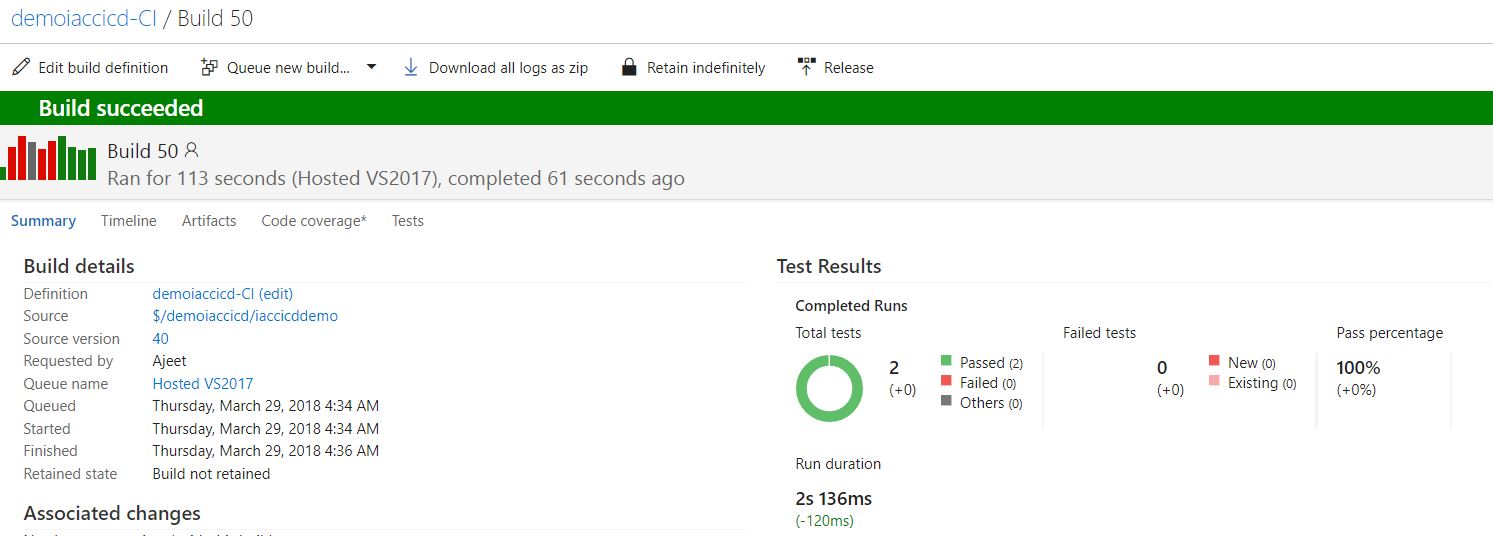 demoiaccicd-CI / Build 50
Edit build definition Queue new build... Download all logs as zip Retain indefinitely Release
Build succeeded
Build 50
Ran for 113 seconds (Hosted VS2017), completed 61 seconds ago
Summary Timeline Artifacts Code coverage* Tests
Build details
Definition demoiaccicd-CI (edit)
Source $/demoiaccicd/iaccicddemo
Source version 40
Requested by Ajeet
Queue name Hosted VS2017
Queued Thursday, March 29, 2018 4:34 AM
Started Thursday, March 29, 2018 4:34 AM
Finished Thursday, March 29, 2018 4:36 AM
Retained state Build not retained
Associated changes
Test Results
Completed Runs
Total tests Failed tests Pass percentage
2 Passed (2) 0 New (0) 100%
(+0) Failed (0) (+0) Existing (0) (+0%)
Others (0)
Run duration
2s 136ms
(-120ms)